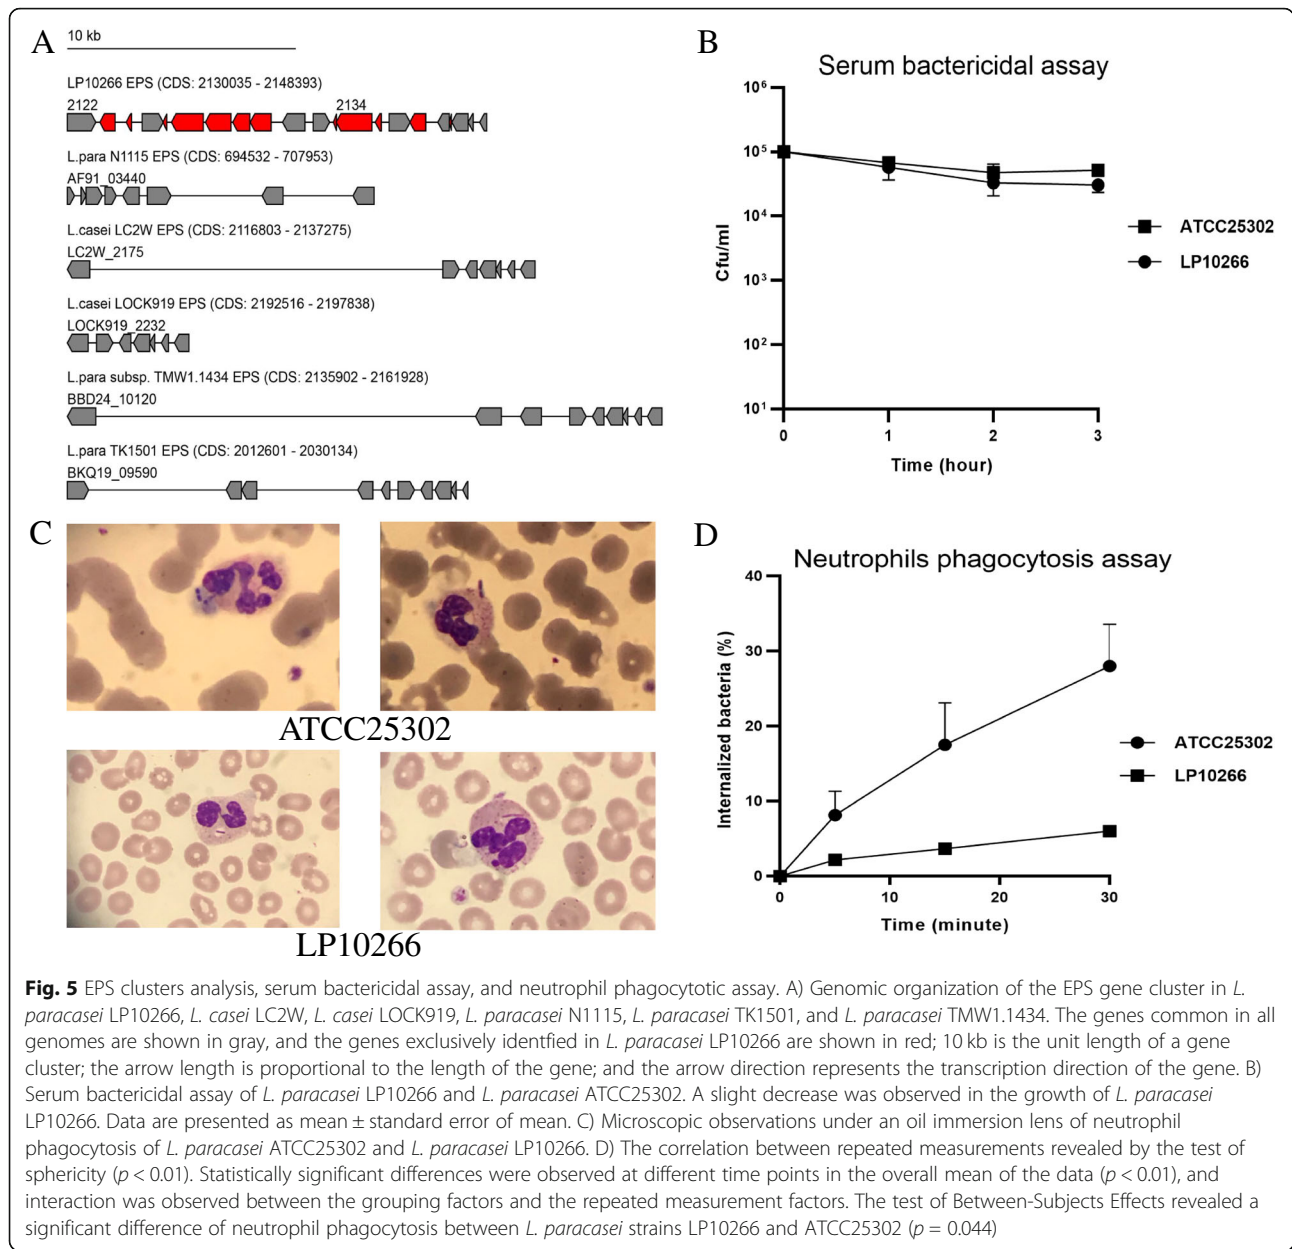 A
10 kb
LP10266 EPS (CDS: 2130035 - 2148393)
2122
2134
L.para N1115 EPS (CDS: 694532 - 707953)
AF91_03440
L.casei LC2W EPS (CDS: 2116803 - 2137275)
LC2W_2175
L.casei LOCK919 EPS (CDS: 2192516 - 2197838)
LOCK919_2232
L.para subsp. TMW1.1434 EPS (CDS: 2135902 - 2161928)
BBD24_10120
L.para TK1501 EPS (CDS: 2012601 - 2030134)
BKQ19_09590
B
Serum bactericidal assay
10⁶
10⁵
10⁴
10³
10²
10¹
Cfu/ml
0 1 2 3
Time (hour)
ATCC25302
LP10266
C
ATCC25302
LP10266
D
Neutrophils phagocytosis assay
40
30
20
10
0
Internalized bacteria (%)
0 10 20 30
Time (minute)
ATCC25302
LP10266
Fig. 5 EPS clusters analysis, serum bactericidal assay, and neutrophil phagocytotic assay. A) Genomic organization of the EPS gene cluster in L.
paracasei LP10266, L. casei LC2W, L. casei LOCK919, L. paracasei N1115, L. paracasei TK1501, and L. paracasei TMW1.1434. The genes common in all
genomes are shown in gray, and the genes exclusively identfied in L. paracasei LP10266 are shown in red; 10 kb is the unit length of a gene
cluster; the arrow length is proportional to the length of the gene; and the arrow direction represents the transcription direction of the gene. B)
Serum bactericidal assay of L. paracasei LP10266 and L. paracasei ATCC25302. A slight decrease was observed in the growth of L. paracasei
LP10266. Data are presented as mean ± standard error of mean. C) Microscopic observations under an oil immersion lens of neutrophil
phagocytosis of L. paracasei ATCC25302 and L. paracasei LP10266. D) The correlation between repeated measurements revealed by the test of
sphericity (p < 0.01). Statistically significant differences were observed at different time points in the overall mean of the data (p < 0.01), and
interaction was observed between the grouping factors and the repeated measurement factors. The test of Between-Subjects Effects revealed a
significant difference of neutrophil phagocytosis between L. paracasei strains LP10266 and ATCC25302 (p = 0.044)